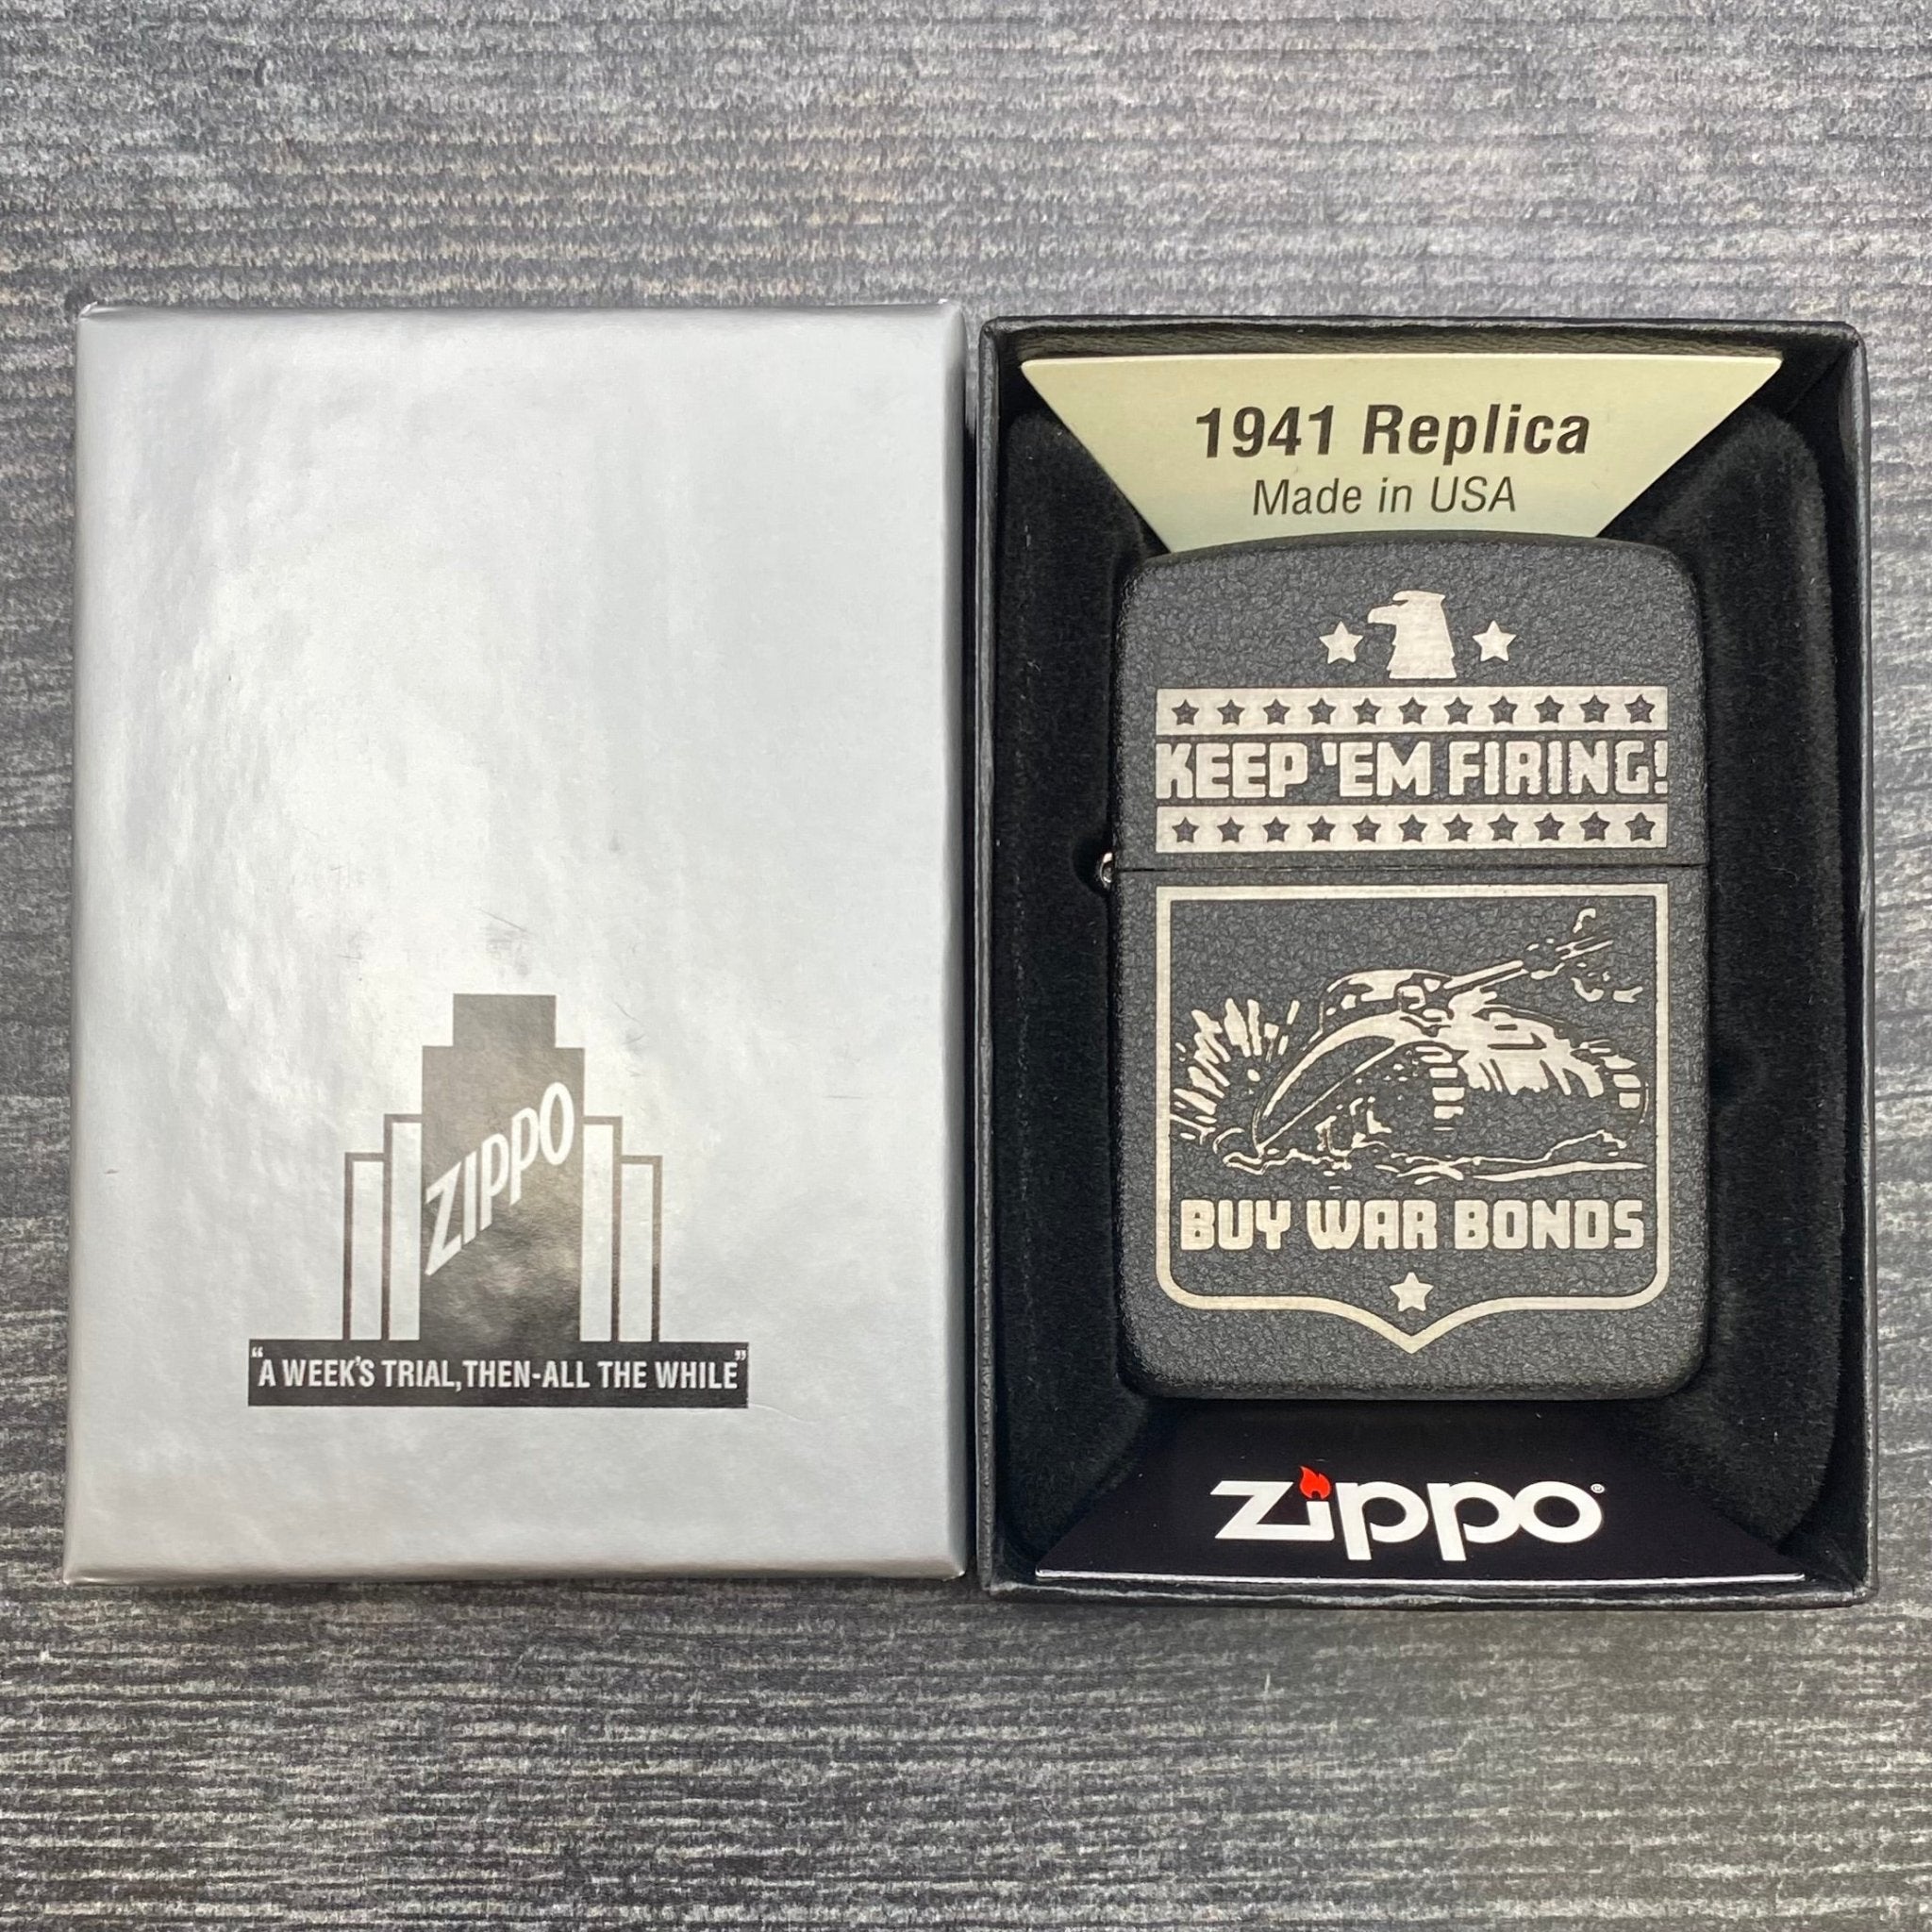 ZIPPO
"A WEEK'S TRIAL, THEN-ALL THE WHILE"
1941 Replica
Made in USA
KEEP 'EM FIRING!
BUY WAR BONDS
zippo®